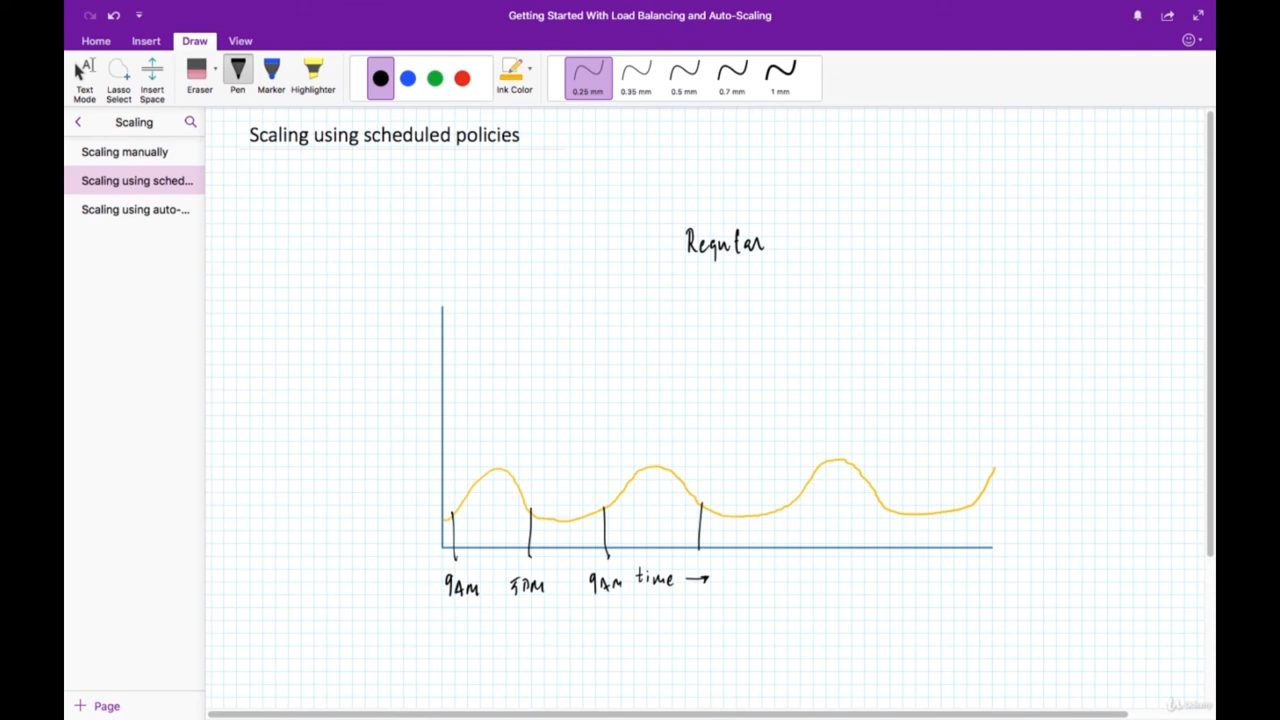 Getting Started With Load Balancing and Auto-Scaling
Home Insert Draw View
Text Mode
Lasso Select
Insert Space
Eraser
Pen
Marker
Highlighter
Ink Color
0.25 mm
0.35 mm
0.5 mm
0.7 mm
1 mm
Scaling
Scaling manually
Scaling using sched...
Scaling using auto-...
Scaling using scheduled policies
Regular
9AM 5PM 9AM time →
+ Page